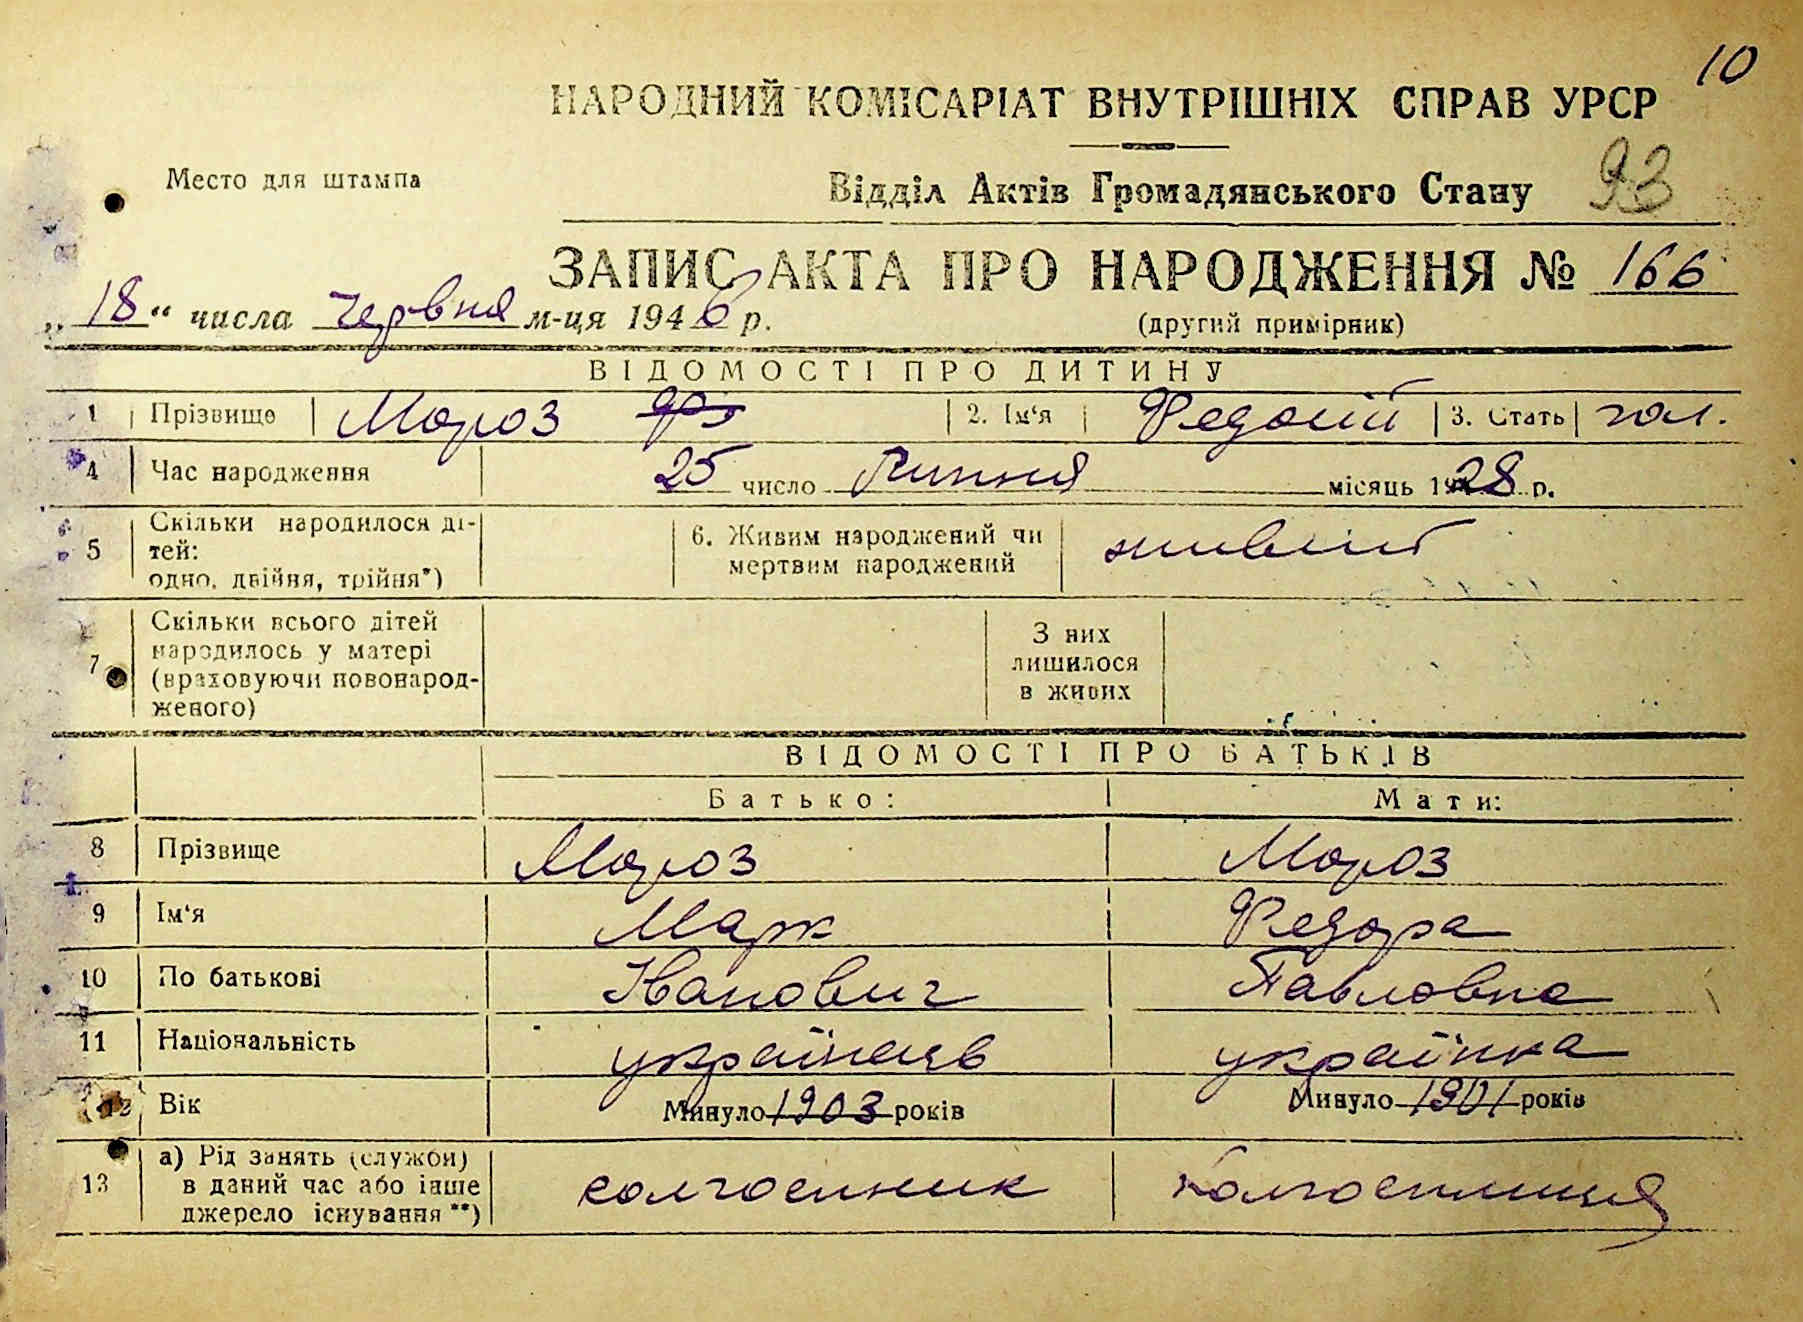 10
НАРОДНИЙ КОМІСАРІАТ ВНУТРІШНІХ СПРАВ УРСР
Место для штампа
Відділ Актів Громадянського Стану 93
ЗАПИС АКТА ПРО НАРОДЖЕННЯ № 166
„18“ числа червня м-ця 1946 р.
(другий примірник)
ВІДОМОСТІ ПРО ДИТИНУ
1 Прізвище Мороз 2. Ім‘я Федосій 3. Стать чол.
4 Час народження 25 число Липня місяць 1928 р.
5 Скільки народилося ді-
тей:
одно, двійня, трійня*)
6. Живим народжений чи
мертвим народжений
живий
7 Скільки всього дітей
народилось у матері
(враховуючи новонарод-
женого)
З них
лишилося
в живих
ВІДОМОСТІ ПРО БАТЬКІВ
Батько: Мати:
8 Прізвище Мороз Мороз
9 Ім‘я Марк Федора
10 По батькові Іванович Павловна
11 Національність українець українка
12 Вік Минуло 1903 років Минуло 1901 років
13 а) Рід занять (служби)
в даний час або інше
джерело існування **)
колгоспник колгоспниця